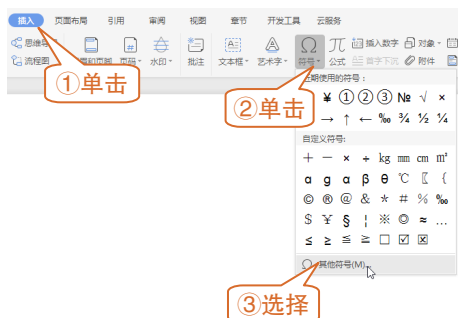 插入 页面布局 引用 审阅 视图 章节 开发工具 云服务
思维导 页眉和页脚 页码 水印 批注 文本框 艺术字 符号 公式 插入数字 对象
流程图 首字下沉 附件
①单击
②单击
近期使用的符号：
¥ ① ② ③ № √ ×
→ ↑ ← ‰ ¾ ½ ¼
自定义符号:
＋ － × ÷ kg mm cm m²
ɑ ɡ α β θ ℃ 〖 {
© ® @ & * # % ‰
$ ￥ § ¦ ※ ◎ ≈ …
≤ ≥ ≦ ≧ □ ☑ ☒
Ω 其他符号(M)...
③选择